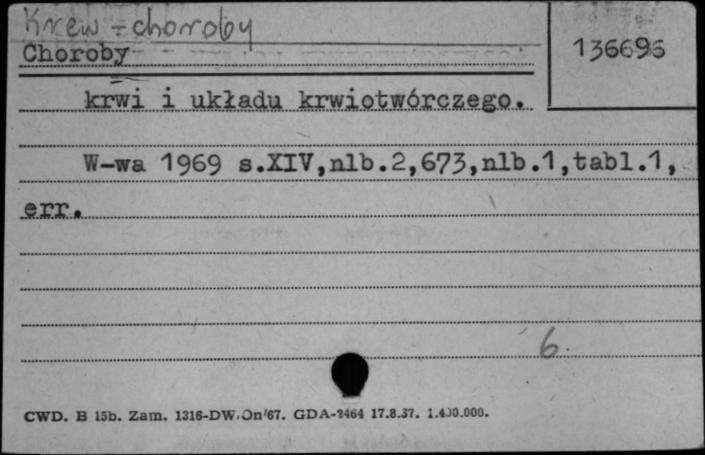 Krew - choroby
136696
Choroby
krwi i układu krwiotwórczego.
W-wa 1969 s.XIV,nlb.2,673,nlb.1,tabl.1,
err.
6
CWD. B 15b. Zam. 1316-DW. On/67. GDA-2464 17.8.67. 1.400.000.